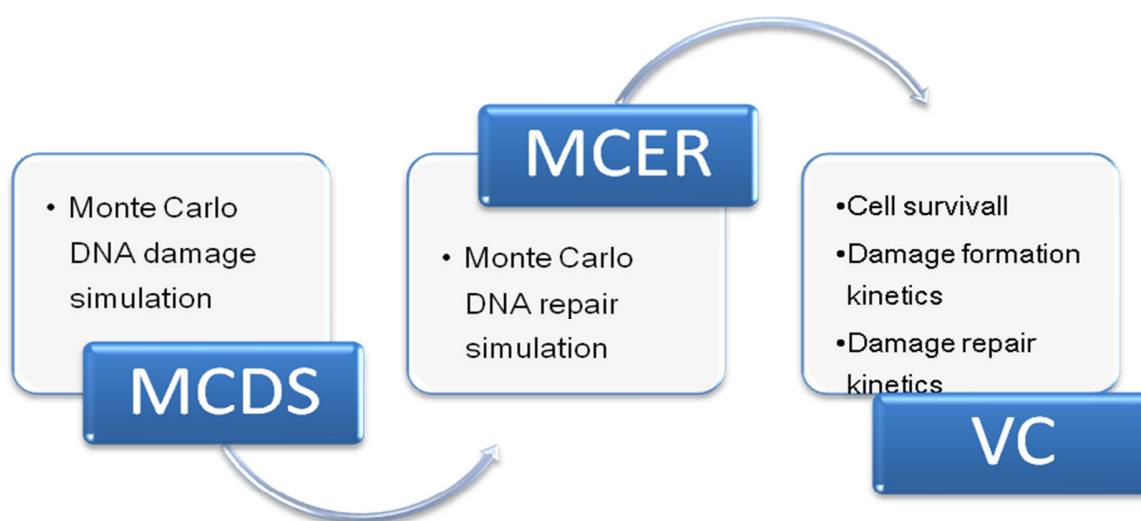 • Monte Carlo
DNA damage
simulation
MCDS
MCER
• Monte Carlo
DNA repair
simulation
•Cell survivall
•Damage formation
kinetics
•Damage repair
kinetics
VC